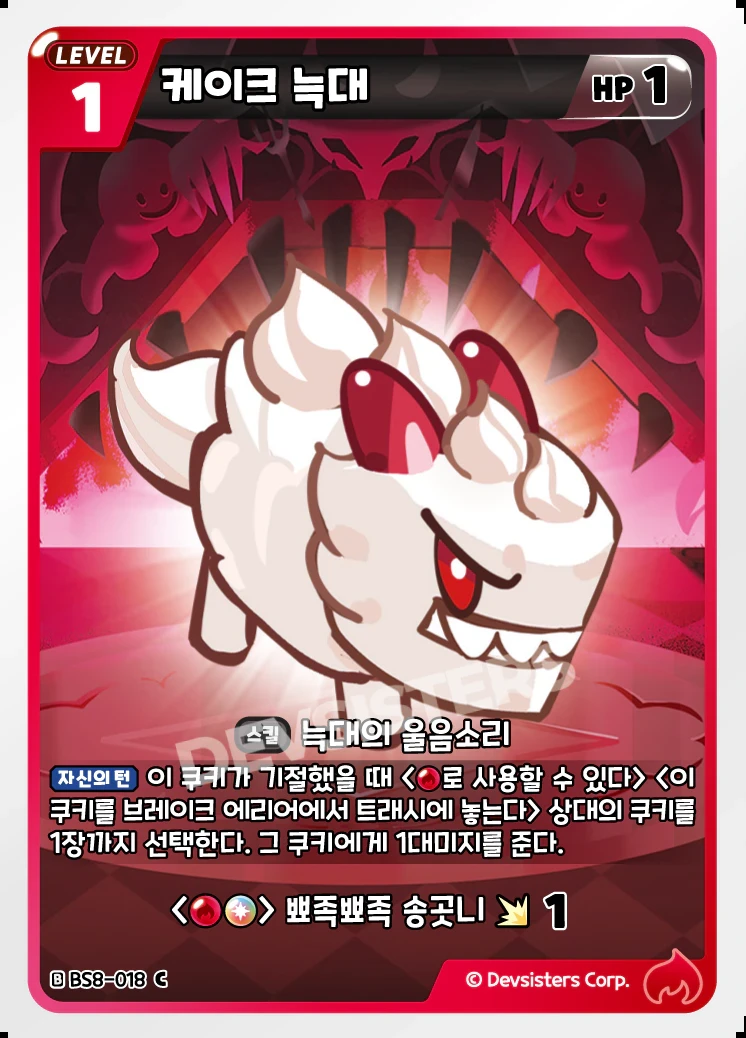 LEVEL
1
케이크 늑대
HP 1
DEVSISTERS
스킬 늑대의 울음소리
자신의 턴 이 쿠키가 기절했을 때 <로 사용할 수 있다> <이
쿠키를 브레이크 에리어에서 트래시에 놓는다> 상대의 쿠키를
1장까지 선택한다. 그 쿠키에게 1대미지를 준다.
< > 뾰족뾰족 송곳니 1
B BS8-018 C
© Devsisters Corp.